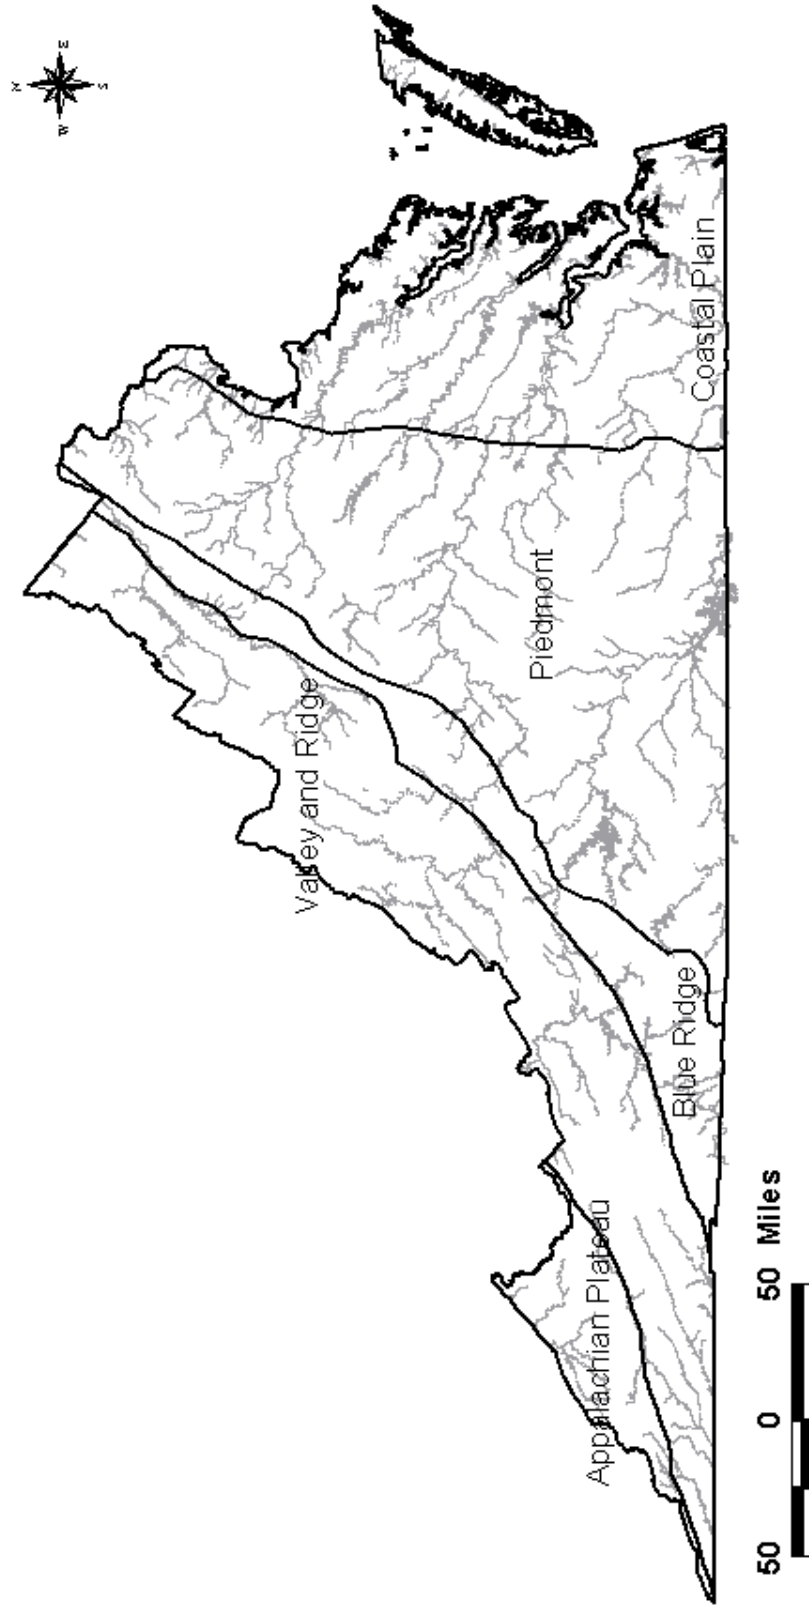 N
W E
S
Valley and Ridge
Piedmont
Coastal Plain
Blue Ridge
Appalachian Plateau
50 0 50 Miles